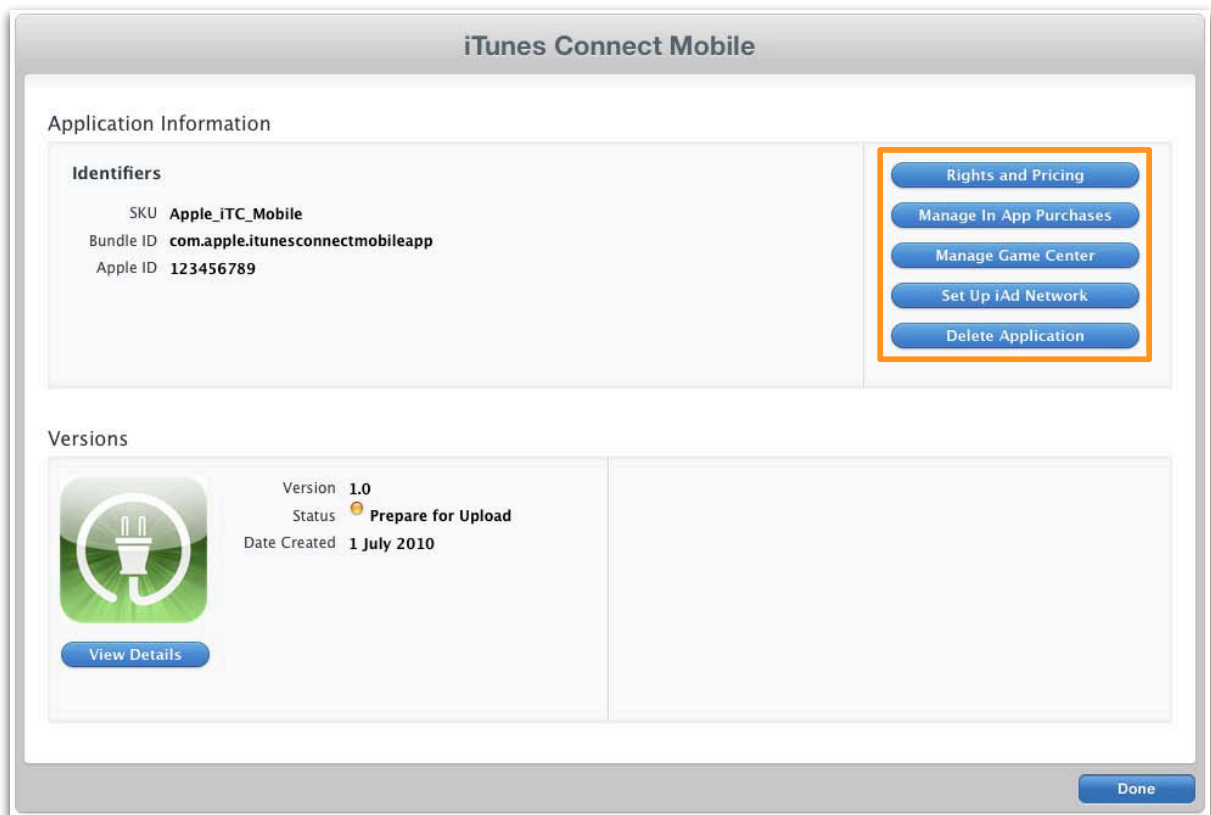 iTunes Connect Mobile
Application Information
Identifiers
SKU Apple_iTC_Mobile
Bundle ID com.apple.itunesconnectmobileapp
Apple ID 123456789
Rights and Pricing
Manage In App Purchases
Manage Game Center
Set Up iAd Network
Delete Application
Versions
Version 1.0
Status Prepare for Upload
Date Created 1 July 2010
View Details
Done